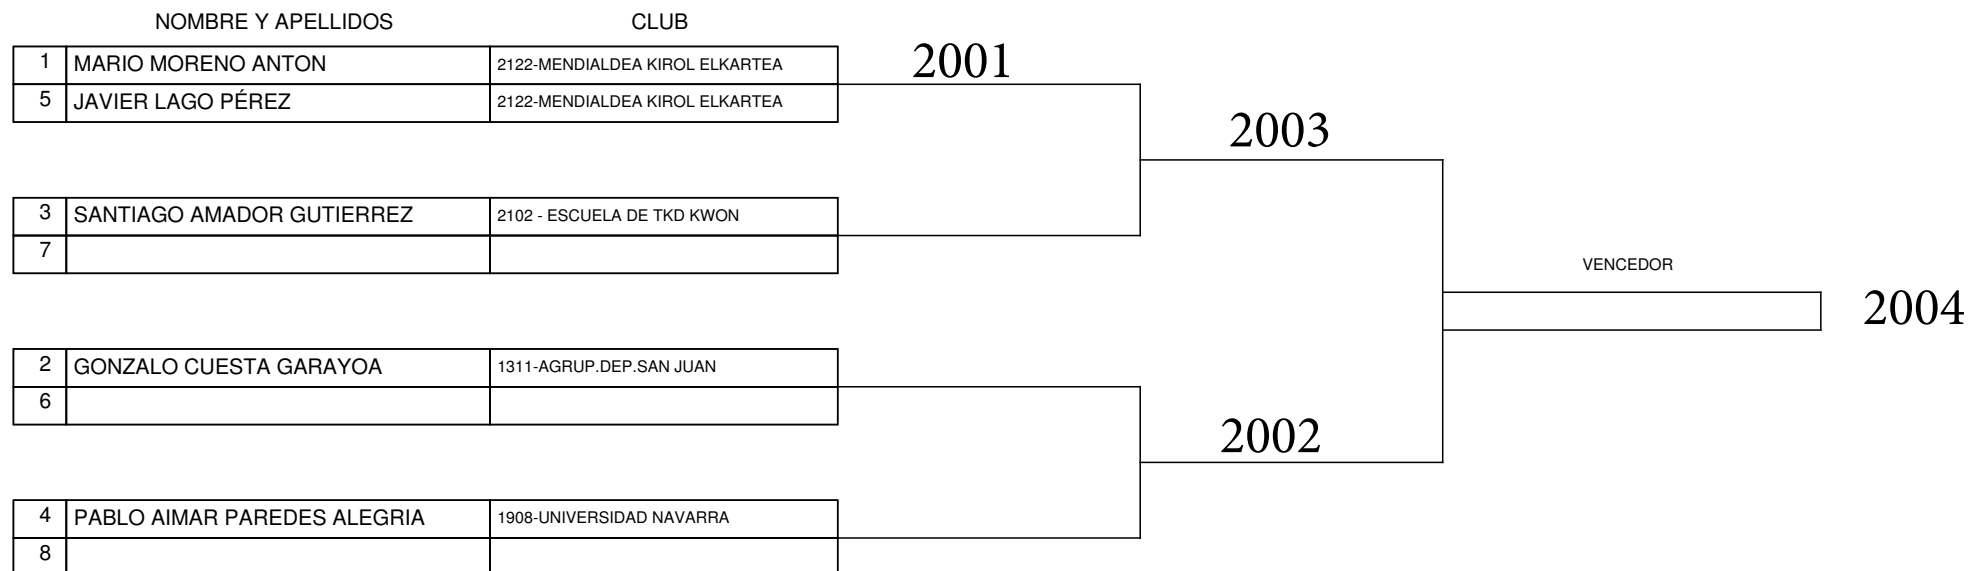 NOMBRE Y APELLIDOS CLUB
1 MARIO MORENO ANTON 2122-MENDIALDEA KIROL ELKARTEA
2001
5 JAVIER LAGO PÉREZ 2122-MENDIALDEA KIROL ELKARTEA
2003
3 SANTIAGO AMADOR GUTIERREZ 2102 - ESCUELA DE TKD KWON
7
VENCEDOR
2004
2 GONZALO CUESTA GARAYOA 1311-AGRUP.DEP.SAN JUAN
6
2002
4 PABLO AIMAR PAREDES ALEGRIA 1908-UNIVERSIDAD NAVARRA
8